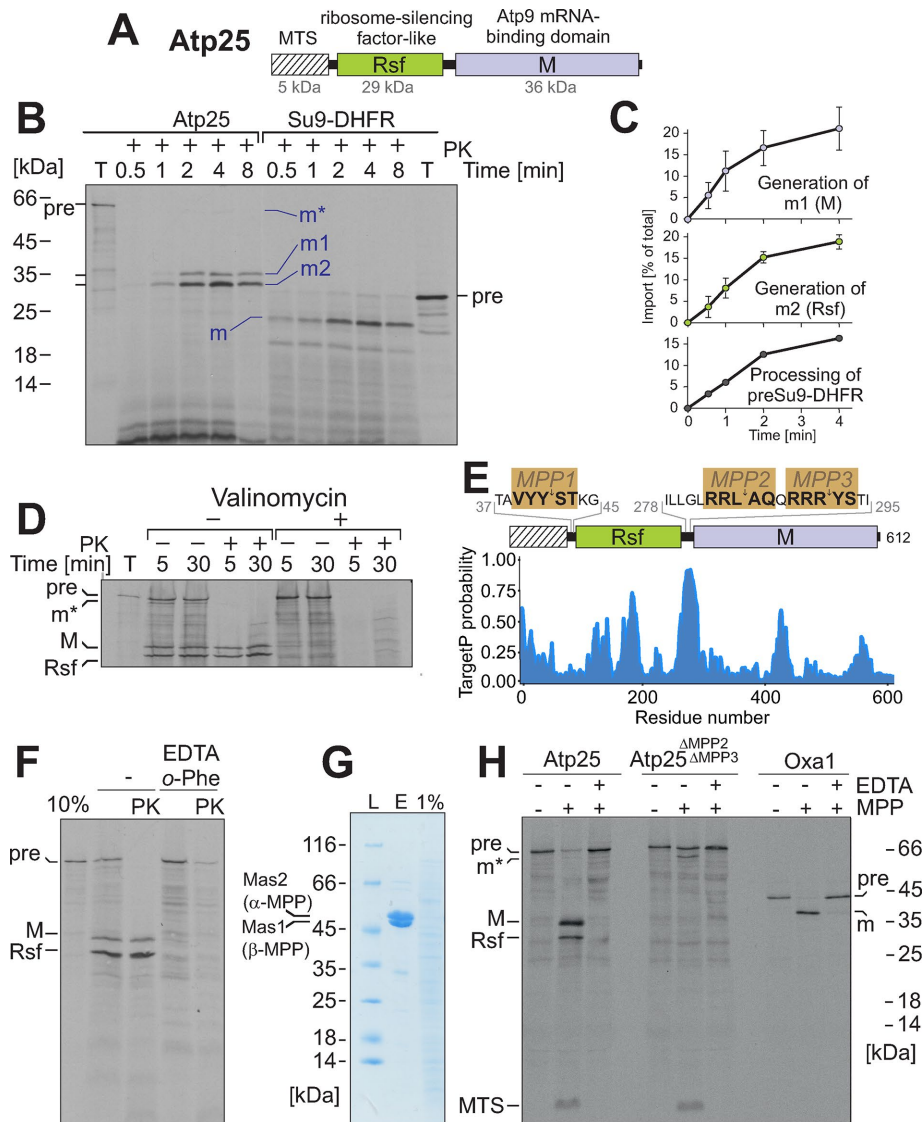 A
Atp25
MTS
ribosome-silencing
factor-like
Atp9 mRNA-
binding domain
Rsf
M
5 kDa
29 kDa
36 kDa
B
Atp25
Su9-DHFR
+ + + + + + + + + + PK
[kDa] T 0.5 1 2 4 8 0.5 1 2 4 8 T Time [min]
66
pre
45
35
25
18
14
m*
m1
m2
m
pre
C
Import [% of total]
20
15
10
5
0
Generation of
m1 (M)
20
15
10
5
0
Generation of
m2 (Rsf)
20
15
10
5
0
Processing of
preSu9-DHFR
0 1 2 3 4
Time [min]
D
Valinomycin
− +
PK
− − + + − − + +
Time [min] T 5 30 5 30 5 30 5 30
pre
m*
M
Rsf
E
MPP1
MPP2
MPP3
TAVYY↓STKG
ILLGLRRL↓AQQRRR↓YSTI
37
45
278
295
Rsf
M
612
TargetP probability
1.00
0.75
0.50
0.25
0.00
0 200 400 600
Residue number
F
EDTA
- o-Phe
10% PK PK
pre
M
Rsf
G
L E 1%
116
66
45
35
25
18
14
[kDa]
Mas2
(α-MPP)
Mas1
(β-MPP)
H
Atp25
Atp25 ΔMPP2
ΔMPP3
Oxa1
- - + - - + - - + EDTA
- + + - + + - + + MPP
pre
m*
M
Rsf
MTS
pre
m
66
45
35
25
18
14
[kDa]